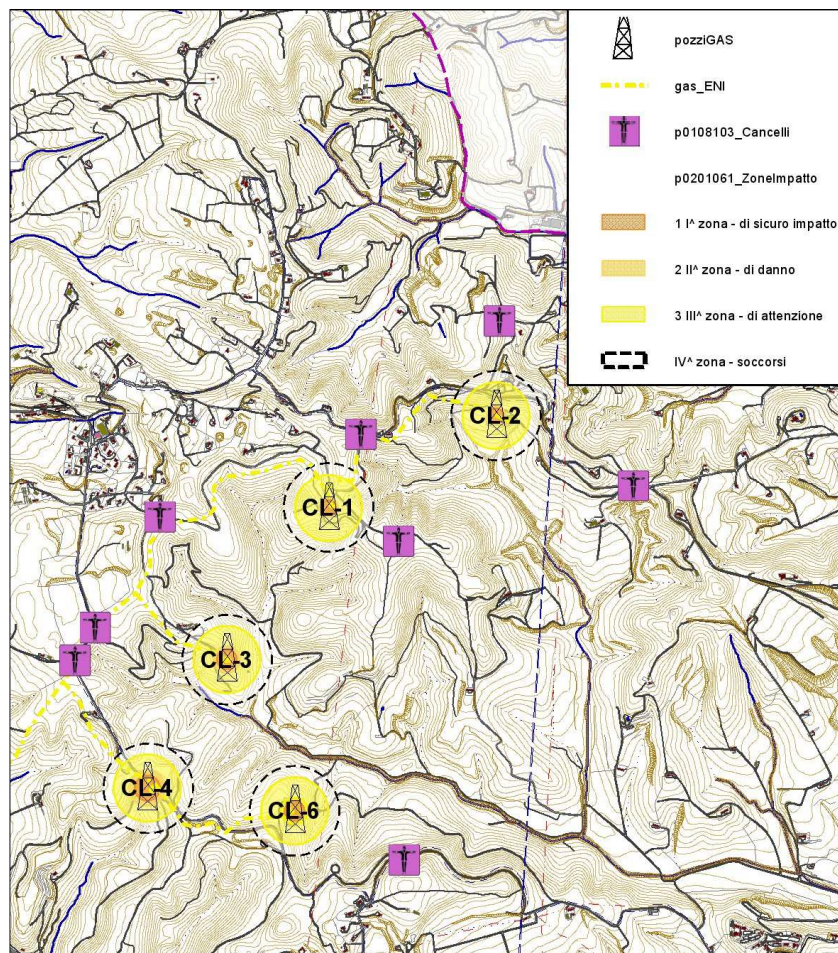 pozziGAS
gas_ENI
p0108103_Cancelli
p0201061_ZoneImpatto
1 I^ zona - di sicuro impatto
2 II^ zona - di danno
3 III^ zona - di attenzione
IV^ zona - soccorsi
CL-2
CL-1
CL-3
CL-4
CL-6